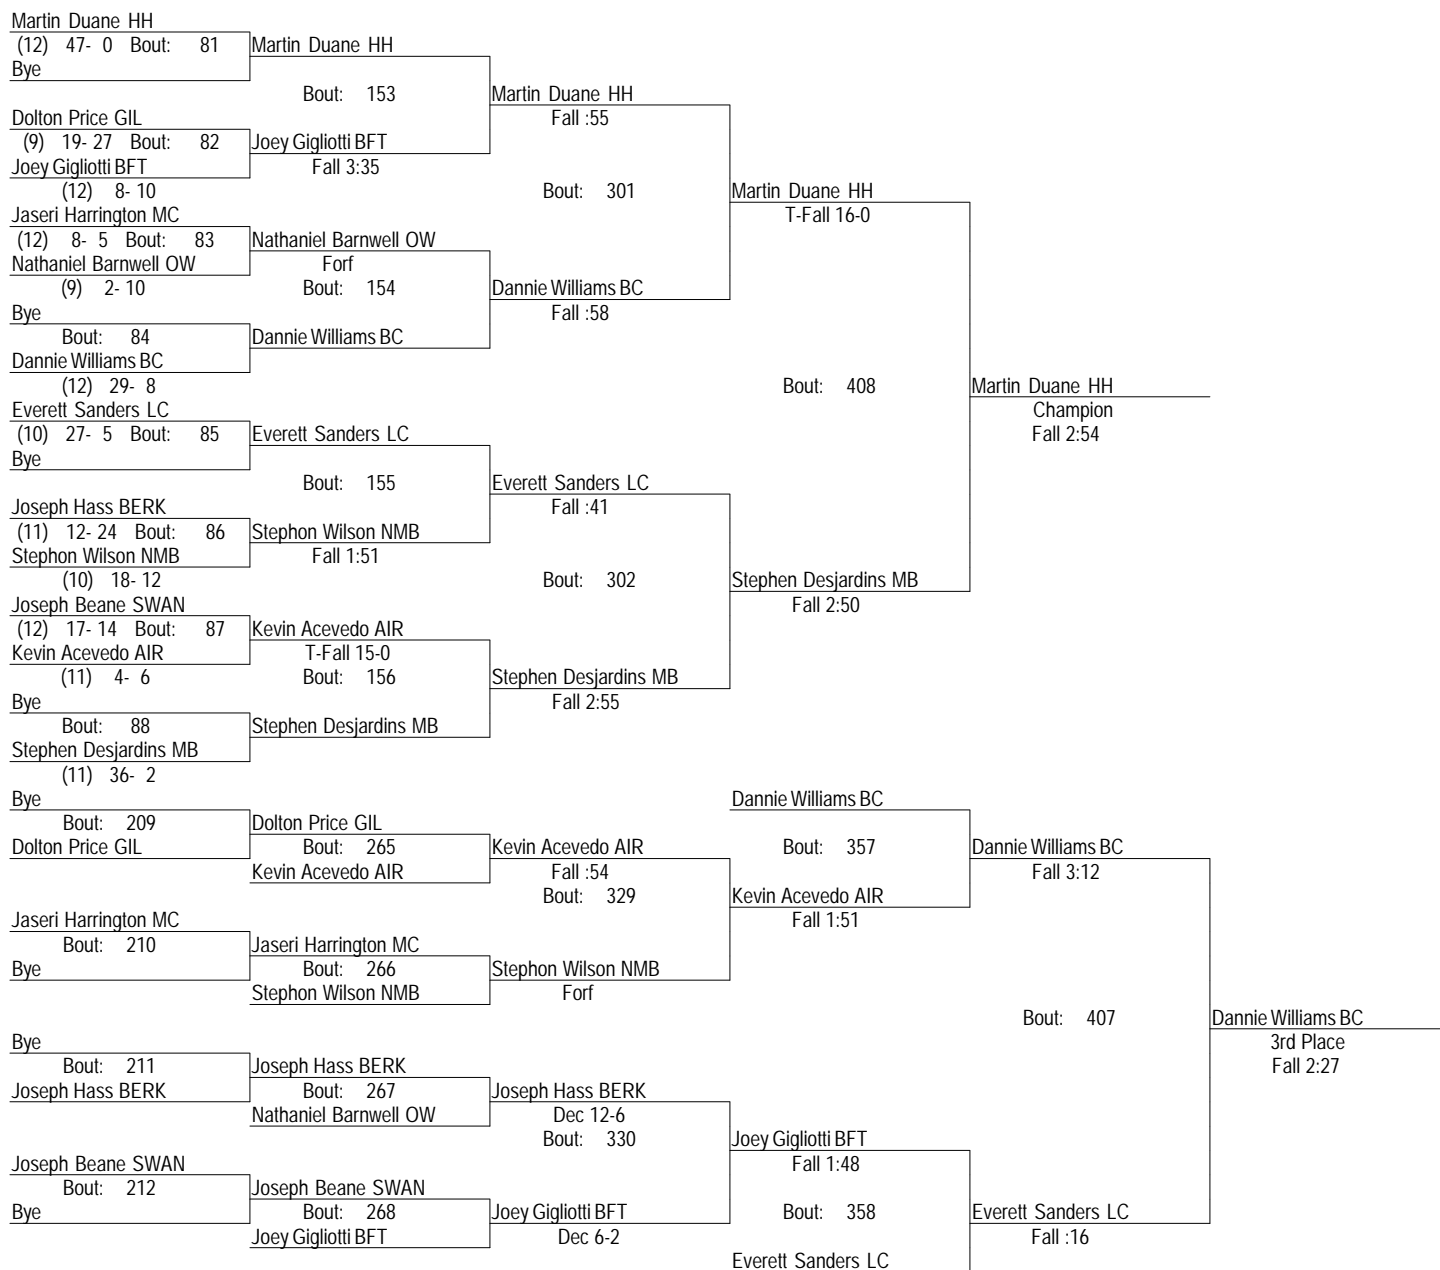 Martin Duane HH
(12) 47- 0 Bout: 81 Martin Duane HH
Bye
Bout: 153 Martin Duane HH
Dolton Price GIL Fall :55
(9) 19- 27 Bout: 82 Joey Gigliotti BFT
Joey Gigliotti BFT Fall 3:35
(12) 8- 10 Bout: 301 Martin Duane HH
Jaseri Harrington MC T-Fall 16-0
(12) 8- 5 Bout: 83 Nathaniel Barnwell OW
Nathaniel Barnwell OW Forf
(9) 2- 10 Bout: 154 Dannie Williams BC
Bye Fall :58
Bout: 84 Dannie Williams BC
Dannie Williams BC
(12) 29- 8 Bout: 408 Martin Duane HH
Everett Sanders LC Champion
(10) 27- 5 Bout: 85 Everett Sanders LC Fall 2:54
Bye
Bout: 155 Everett Sanders LC
Joseph Hass BERK Fall :41
(11) 12- 24 Bout: 86 Stephon Wilson NMB
Stephon Wilson NMB Fall 1:51
(10) 18- 12 Bout: 302 Stephen Desjardins MB
Joseph Beane SWAN Fall 2:50
(12) 17- 14 Bout: 87 Kevin Acevedo AIR
Kevin Acevedo AIR T-Fall 15-0
(11) 4- 6 Bout: 156 Stephen Desjardins MB
Bye Fall 2:55
Bout: 88 Stephen Desjardins MB
Stephen Desjardins MB
(11) 36- 2
Bye Dannie Williams BC
Bout: 209 Dolton Price GIL
Dolton Price GIL Bout: 265 Kevin Acevedo AIR Bout: 357 Dannie Williams BC
Kevin Acevedo AIR Fall :54 Fall 3:12
Bout: 329 Kevin Acevedo AIR
Jaseri Harrington MC Fall 1:51
Bout: 210 Jaseri Harrington MC
Bye Bout: 266 Stephon Wilson NMB
Stephon Wilson NMB Forf
Bout: 407 Dannie Williams BC
Bye 3rd Place
Bout: 211 Joseph Hass BERK Fall 2:27
Joseph Hass BERK Bout: 267 Joseph Hass BERK
Nathaniel Barnwell OW Dec 12-6
Bout: 330 Joey Gigliotti BFT
Joseph Beane SWAN Fall 1:48
Bout: 212 Joseph Beane SWAN
Bye Bout: 268 Joey Gigliotti BFT Bout: 358 Everett Sanders LC
Joey Gigliotti BFT Dec 6-2 Fall :16
Everett Sanders LC